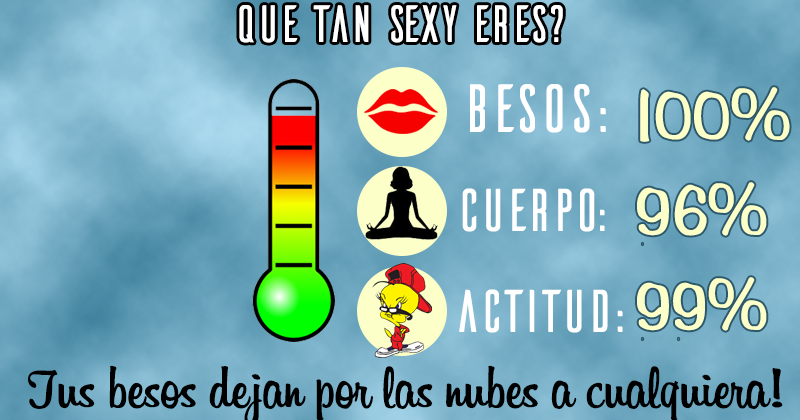 QUE TAN SEXY ERES?
BESOS: 100%
CUERPO: 96%
ACTITUD: 99%
Tus besos dejan por las nubes a cualquiera!